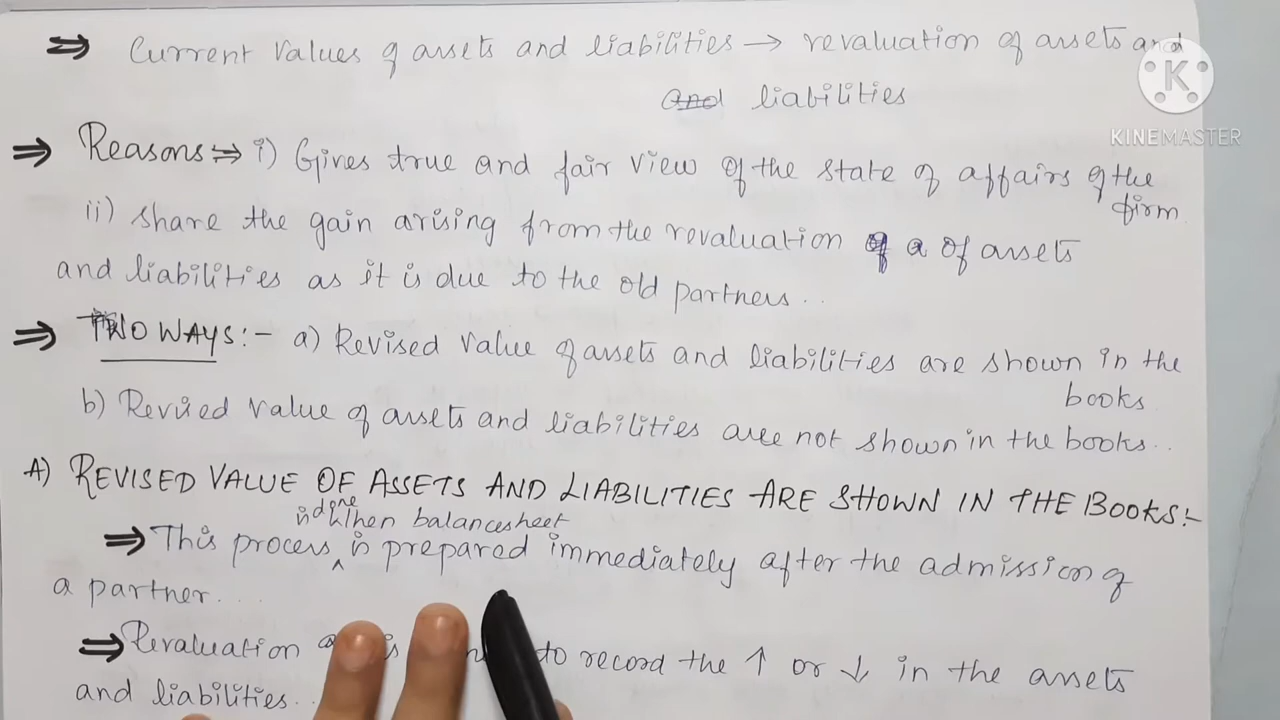 ⇒ Current values of assets and liabilities → revaluation of assets and
and liabilities
⇒ Reasons ⇒ i) Gives true and fair view of the state of affairs of the
firm
ii) share the gain arising from the revaluation of a of assets
and liabilities as it is due to the old partners..
⇒ TWO WAYS:- a) Revised value of assets and liabilities are shown in the
books
b) Revised value of assets and liabilities are not shown in the books..
A) REVISED VALUE OF ASSETS AND LIABILITIES ARE SHOWN IN THE BOOKS:-
is done when balancesheet
⇒ This process ^ is prepared immediately after the admission of
a partner....
⇒ Revaluation to record the ↑ or ↓ in the assets
and liabilities...
K
KINEMASTER